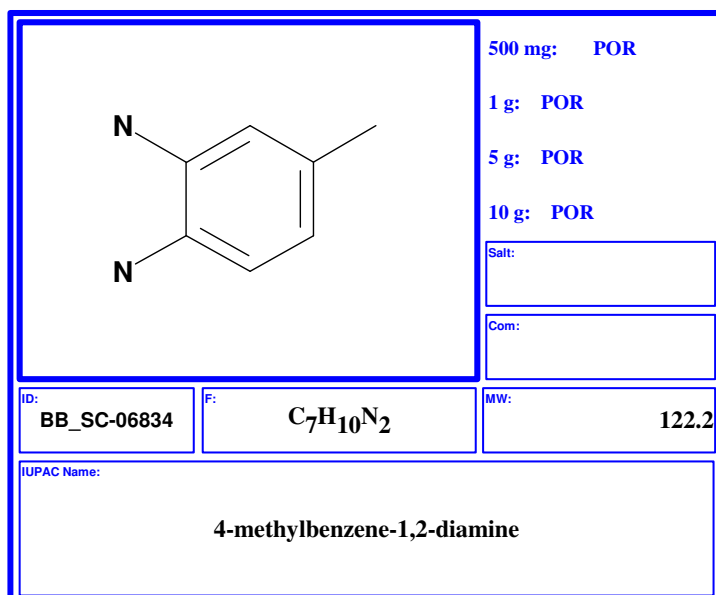 N
N
500 mg: POR
1 g: POR
5 g: POR
10 g: POR
Salt:
Com:
ID:
BB_SC-06834
F:
C7H10N2
MW:
122.2
IUPAC Name:
4-methylbenzene-1,2-diamine